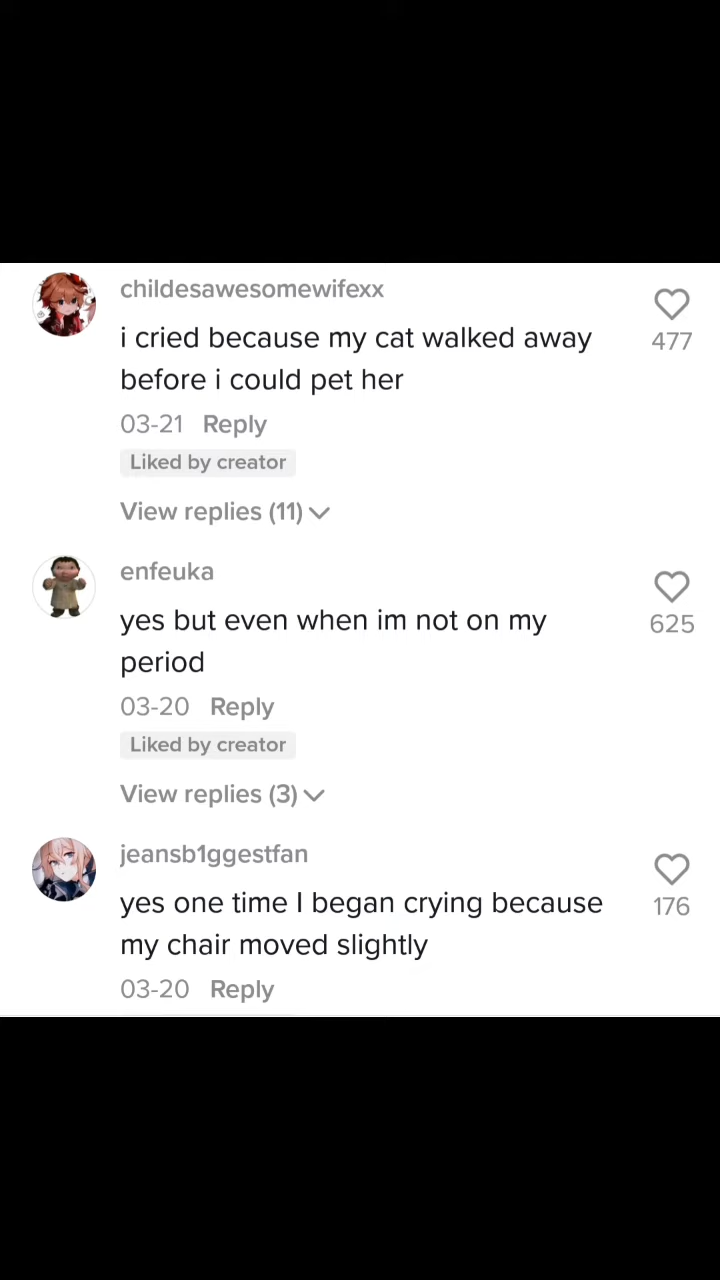 childesawesomewifexx
i cried because my cat walked away
before i could pet her
477
03-21 Reply
Liked by creator
View replies (11)
enfeuka
yes but even when im not on my
period
625
03-20 Reply
Liked by creator
View replies (3)
jeansb1ggestfan
yes one time I began crying because
my chair moved slightly
176
03-20 Reply